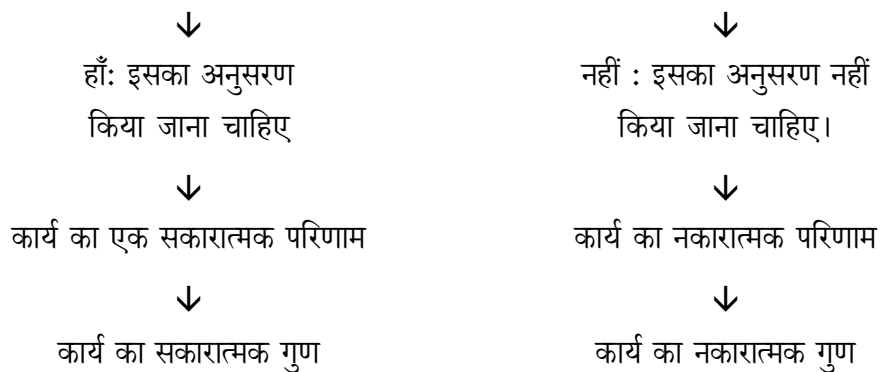 ↓
हाँ: इसका अनुसरण
किया जाना चाहिए
↓
कार्य का एक सकारात्मक परिणाम
↓
कार्य का सकारात्मक गुण
↓
नहीं : इसका अनुसरण नहीं
किया जाना चाहिए।
↓
कार्य का नकारात्मक परिणाम
↓
कार्य का नकारात्मक गुण